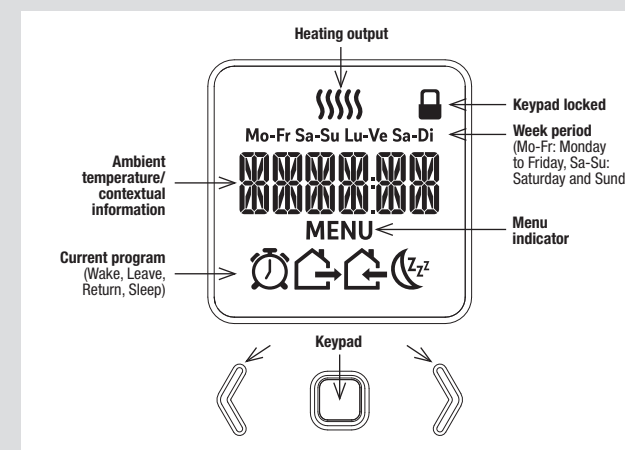 Heating output
Keypad locked
Mo-Fr Sa-Su Lu-Ve Sa-Di
Week period
(Mo-Fr: Monday
to Friday, Sa-Su:
Saturday and
Ambient
temperature/
contextual
information
MENU
Menu
indicator
Current program
(Wake, Leave,
Return, Sleep)
Zzz
Keypad